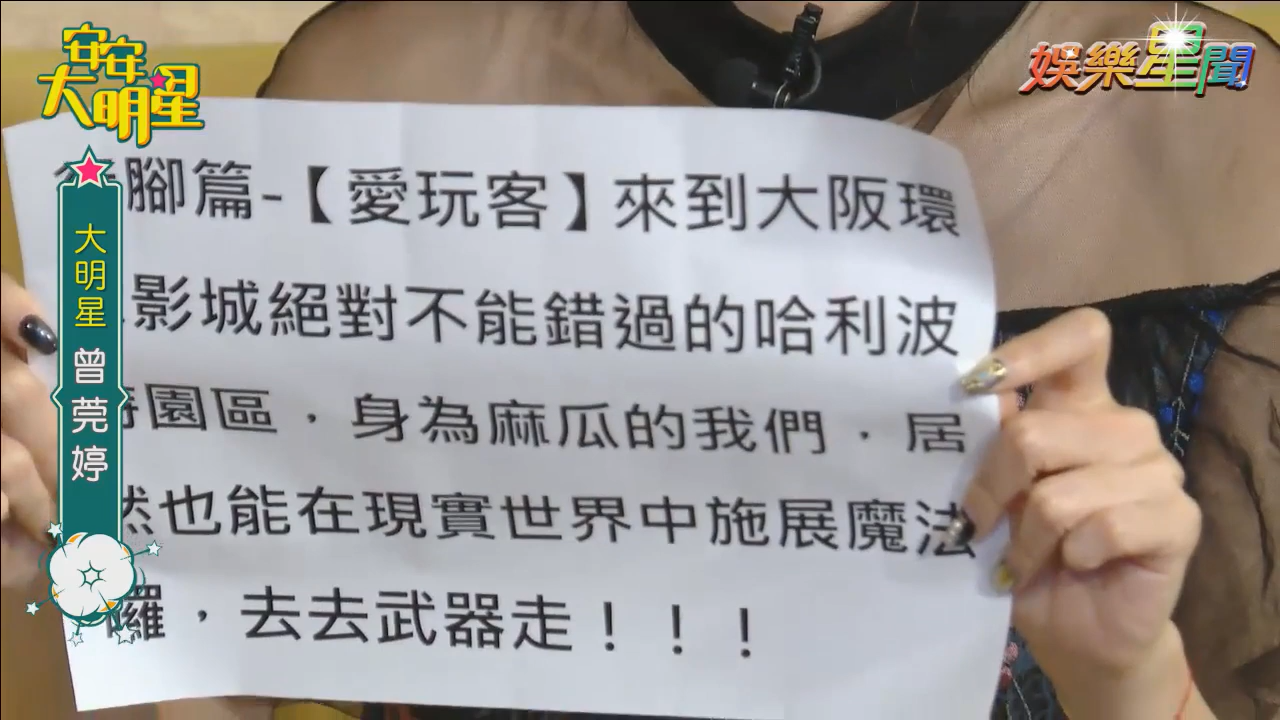 安安
大明星
娛樂星聞
大明星 曾莞婷
腳篇-【愛玩客】來到大阪環
影城絕對不能錯過的哈利波
園區，身為麻瓜的我們，居
然也能在現實世界中施展魔法
囉，去去武器走！！！